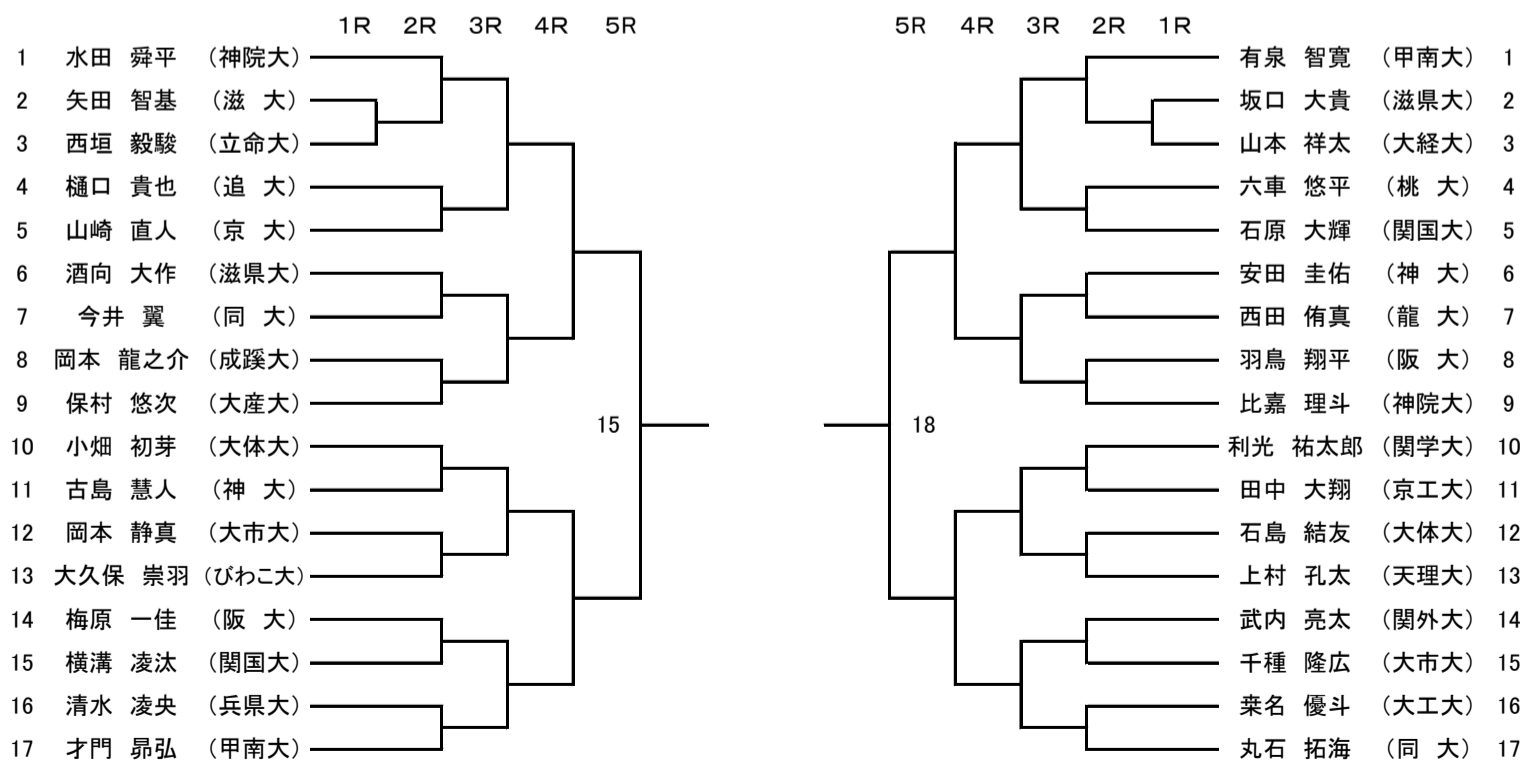 1R 2R 3R 4R 5R 5R 4R 3R 2R 1R
1 水田 舜平 (神院大) 有泉 智寛 (甲南大) 1
2 矢田 智基 (滋 大) 坂口 大貴 (滋県大) 2
3 西垣 毅駿 (立命大) 山本 祥太 (大経大) 3
4 樋口 貴也 (追 大) 六車 悠平 (桃 大) 4
5 山崎 直人 (京 大) 石原 大輝 (関国大) 5
6 酒向 大作 (滋県大) 安田 圭佑 (神 大) 6
7 今井 翼 (同 大) 西田 侑真 (龍 大) 7
8 岡本 龍之介 (成蹊大) 羽鳥 翔平 (阪 大) 8
9 保村 悠次 (大産大) 比嘉 理斗 (神院大) 9
15 18
10 小畑 初芽 (大体大) 利光 祐太郎 (関学大) 10
11 古島 慧人 (神 大) 田中 大翔 (京工大) 11
12 岡本 静真 (大市大) 石島 結友 (大体大) 12
13 大久保 崇羽 (びわこ大) 上村 孔太 (天理大) 13
14 梅原 一佳 (阪 大) 武内 亮太 (関外大) 14
15 横溝 凌汰 (関国大) 千種 隆広 (大市大) 15
16 清水 凌央 (兵県大) 桒名 優斗 (大工大) 16
17 才門 昴弘 (甲南大) 丸石 拓海 (同 大) 17